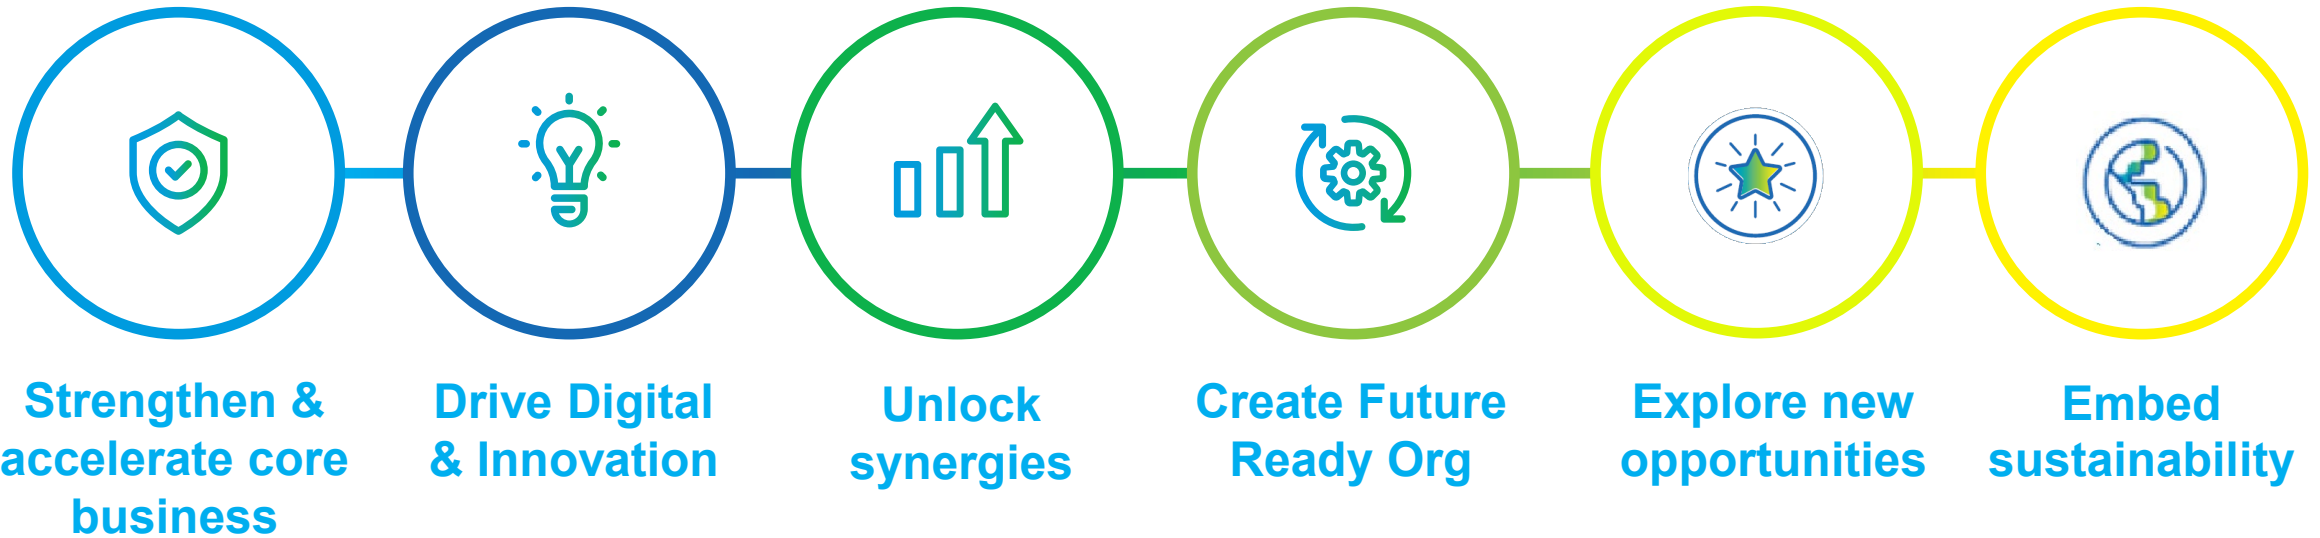 Strengthen &
accelerate core
business
Drive Digital
& Innovation
Unlock
synergies
Create Future
Ready Org
Explore new
opportunities
Embed
sustainability